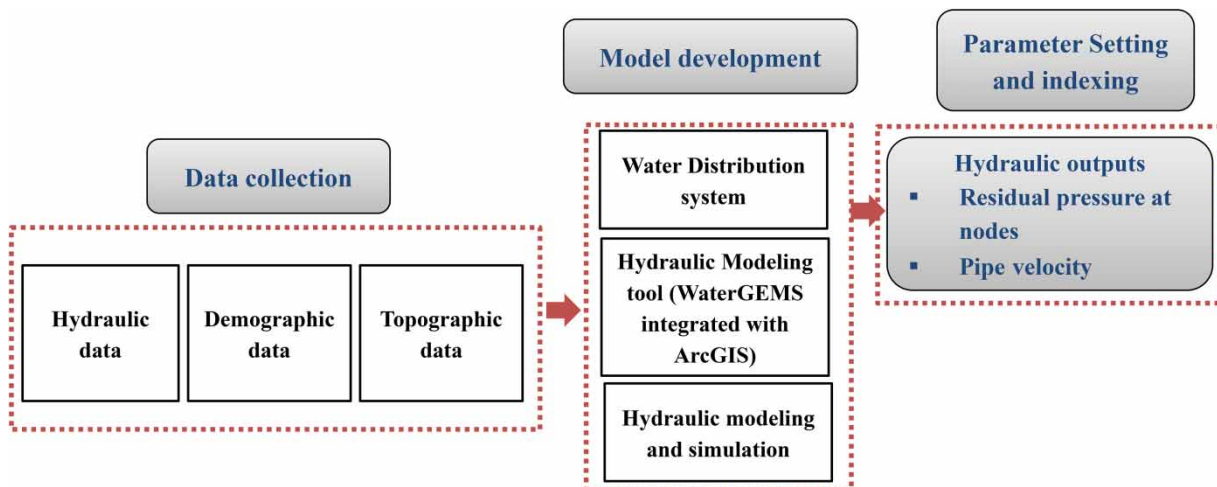 Data collection
Hydraulic
data
Demographic
data
Topographic
data
Model development
Water Distribution
system
Hydraulic Modeling
tool (WaterGEMS
integrated with
ArcGIS)
Hydraulic modeling
and simulation
Parameter Setting
and indexing
Hydraulic outputs
▪ Residual pressure at
nodes
▪ Pipe velocity